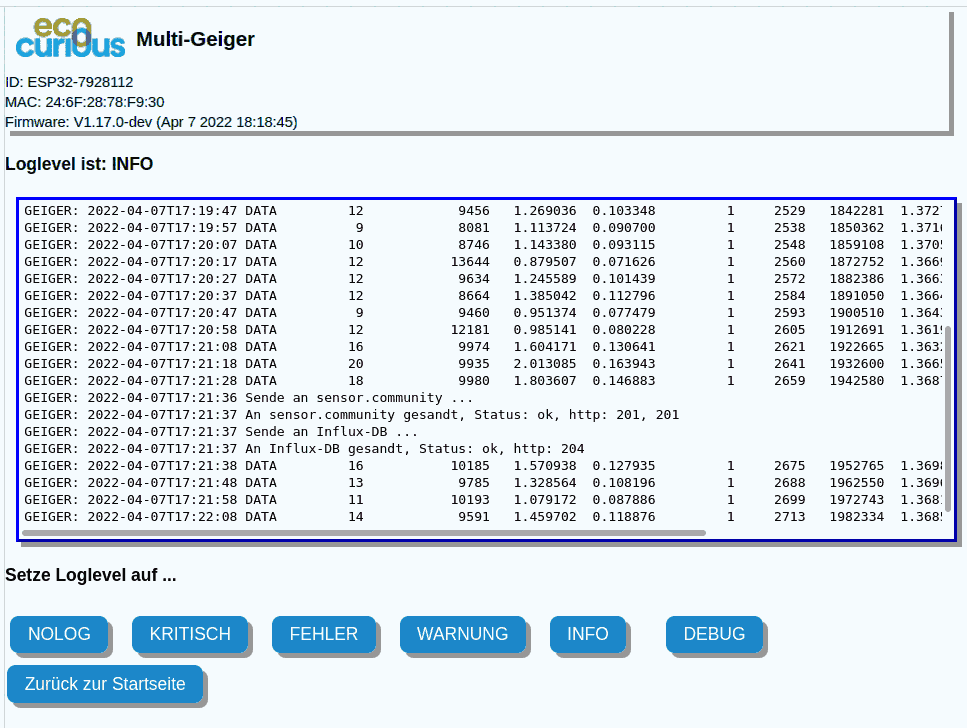 eco
curious
Multi-Geiger
ID: ESP32-7928112
MAC: 24:6F:28:78:F9:30
Firmware: V1.17.0-dev (Apr 7 2022 18:18:45)
Loglevel ist: INFO
GEIGER: 2022-04-07T17:19:47 DATA 12 9456 1.269036 0.103348 1 2529 1842281 1.372
GEIGER: 2022-04-07T17:19:57 DATA 9 8081 1.113724 0.090700 1 2538 1850362 1.371
GEIGER: 2022-04-07T17:20:07 DATA 10 8746 1.143380 0.093115 1 2548 1859108 1.370
GEIGER: 2022-04-07T17:20:17 DATA 12 13644 0.879507 0.071626 1 2560 1872752 1.366
GEIGER: 2022-04-07T17:20:27 DATA 12 9634 1.245589 0.101439 1 2572 1882386 1.366
GEIGER: 2022-04-07T17:20:37 DATA 12 8664 1.385042 0.112796 1 2584 1891050 1.366
GEIGER: 2022-04-07T17:20:47 DATA 9 9460 0.951374 0.077479 1 2593 1900510 1.364
GEIGER: 2022-04-07T17:20:58 DATA 12 12181 0.985141 0.080228 1 2605 1912691 1.361
GEIGER: 2022-04-07T17:21:08 DATA 16 9974 1.604171 0.130641 1 2621 1922665 1.363
GEIGER: 2022-04-07T17:21:18 DATA 20 9935 2.013085 0.163943 1 2641 1932600 1.366
GEIGER: 2022-04-07T17:21:28 DATA 18 9980 1.803607 0.146883 1 2659 1942580 1.368
GEIGER: 2022-04-07T17:21:36 Sende an sensor.community ...
GEIGER: 2022-04-07T17:21:37 An sensor.community gesandt, Status: ok, http: 201, 201
GEIGER: 2022-04-07T17:21:37 Sende an Influx-DB ...
GEIGER: 2022-04-07T17:21:37 An Influx-DB gesandt, Status: ok, http: 204
GEIGER: 2022-04-07T17:21:38 DATA 16 10185 1.570938 0.127935 1 2675 1952765 1.369
GEIGER: 2022-04-07T17:21:48 DATA 13 9785 1.328564 0.108196 1 2688 1962550 1.369
GEIGER: 2022-04-07T17:21:58 DATA 11 10193 1.079172 0.087886 1 2699 1972743 1.368
GEIGER: 2022-04-07T17:22:08 DATA 14 9591 1.459702 0.118876 1 2713 1982334 1.368
Setze Loglevel auf ...
NOLOG KRITISCH FEHLER WARNUNG INFO DEBUG
Zurück zur Startseite